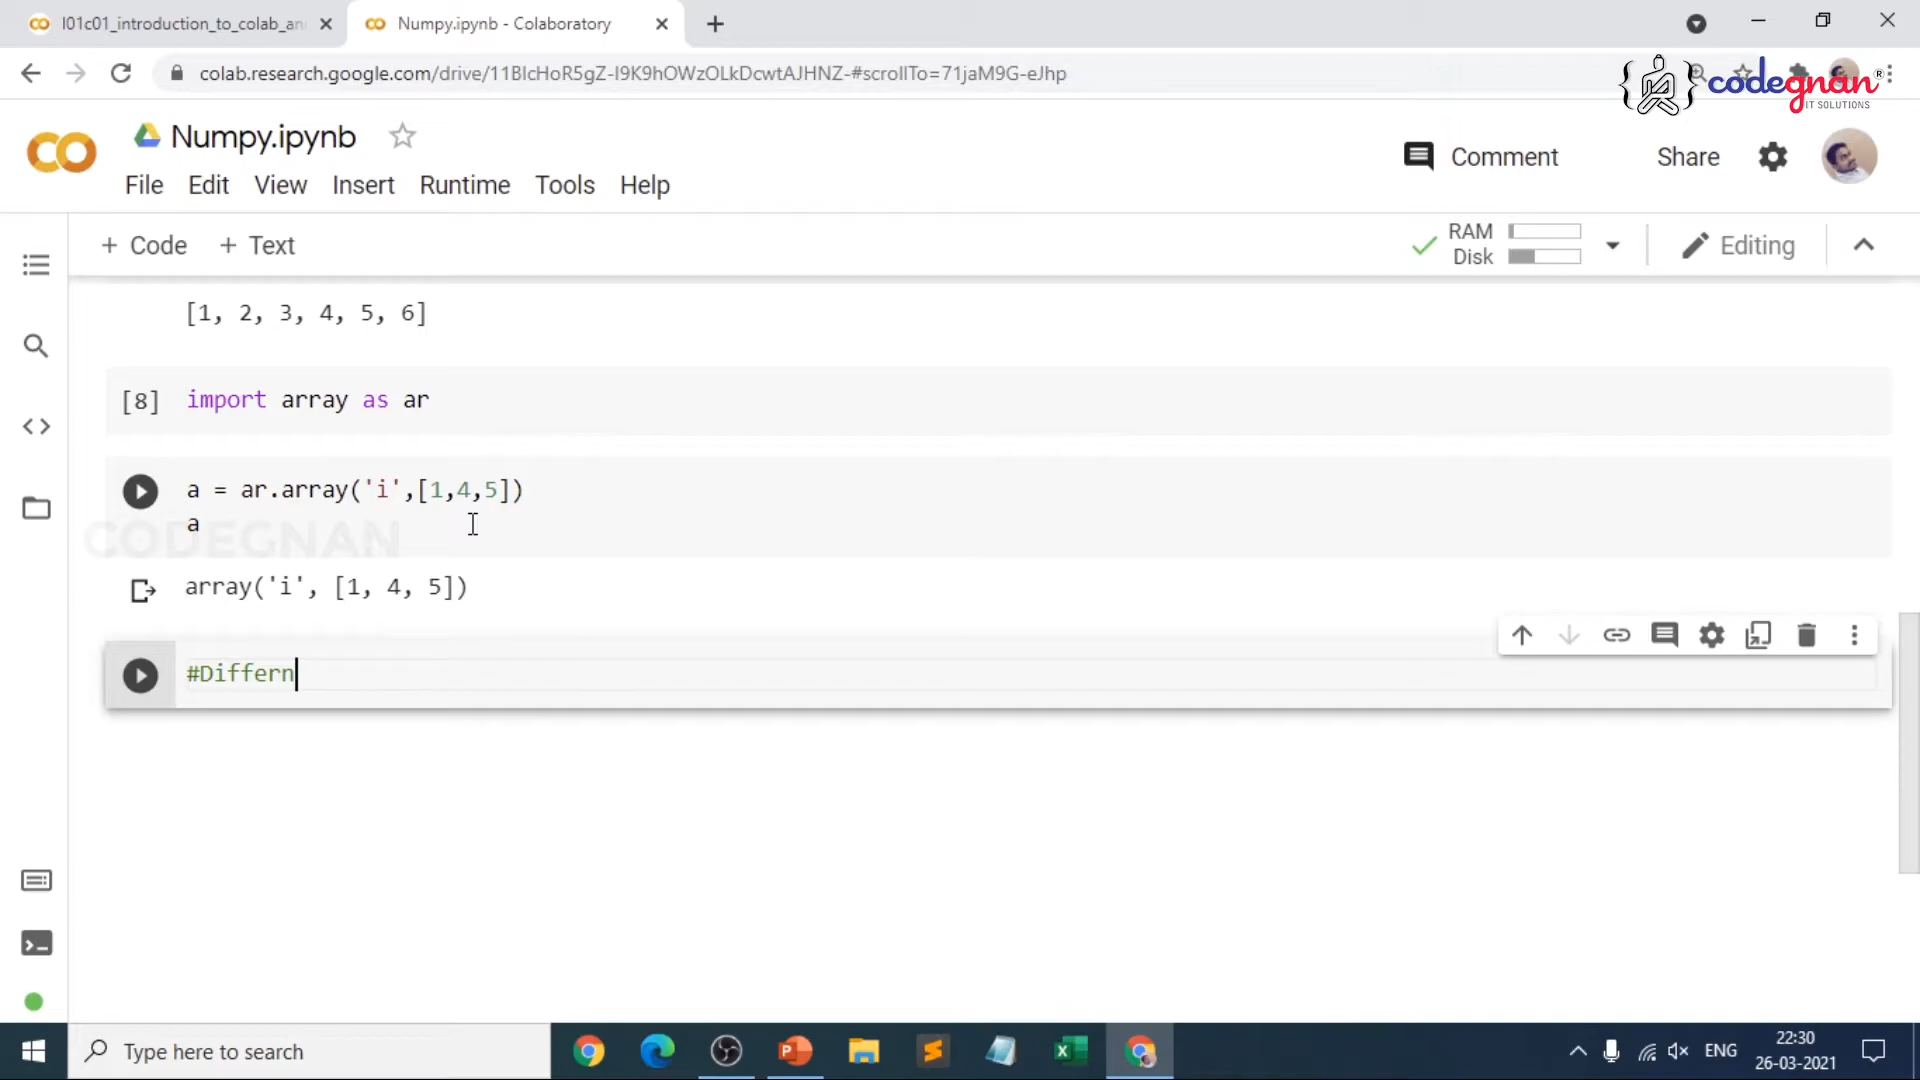 l01c01_introduction_to_colab_an
Numpy.ipynb - Colaboratory
colab.research.google.com/drive/11BlcHoR5gZ-I9K9hOWzOLkDcwtAJHNZ-#scrollTo=71jaM9G-eJhp
codegnan®
IT SOLUTIONS
CO
Numpy.ipynb
Comment
Share
File Edit View Insert Runtime Tools Help
+ Code + Text
RAM
Disk
Editing
[1, 2, 3, 4, 5, 6]
[8] import array as ar
a = ar.array('i',[1,4,5])
a
CODEGNAN
array('i', [1, 4, 5])
#Differn
Type here to search
ENG
22:30
26-03-2021